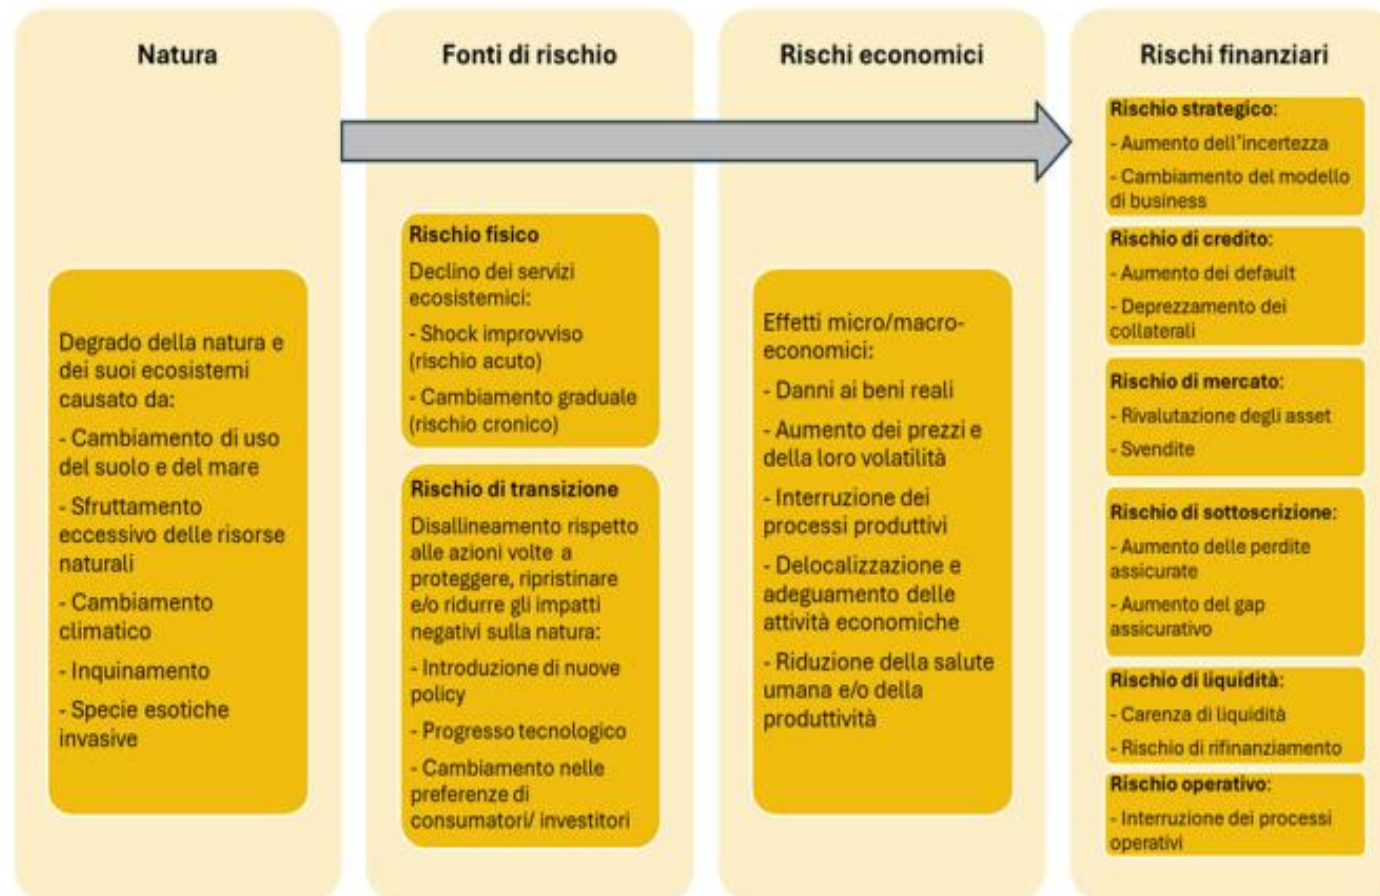 Natura
Degrado della natura e
dei suoi ecosistemi
causato da:
- Cambiamento di uso
del suolo e del mare
- Sfruttamento
eccessivo delle risorse
naturali
- Cambiamento
climatico
- Inquinamento
- Specie esotiche
invasive
Fonti di rischio
Rischio fisico
Declino dei servizi
ecosistemici:
- Shock improvviso
(rischio acuto)
- Cambiamento graduale
(rischio cronico)
Rischio di transizione
Disallineamento rispetto
alle azioni volte a
proteggere, ripristinare
e/o ridurre gli impatti
negativi sulla natura:
- Introduzione di nuove
policy
- Progresso tecnologico
- Cambiamento nelle
preferenze di
consumatori/ investitori
Rischi economici
Effetti micro/macro-
economici:
- Danni ai beni reali
- Aumento dei prezzi e
della loro volatilità
- Interruzione dei
processi produttivi
- Delocalizzazione e
adeguamento delle
attività economiche
- Riduzione della salute
umana e/o della
produttività
Rischi finanziari
Rischio strategico:
- Aumento dell'incertezza
- Cambiamento del modello
di business
Rischio di credito:
- Aumento dei default
- Deprezzamento dei
collaterali
Rischio di mercato:
- Rivalutazione degli asset
- Svendite
Rischio di sottoscrizione:
- Aumento delle perdite
assicurate
- Aumento del gap
assicurativo
Rischio di liquidità:
- Carenza di liquidità
- Rischio di rifinanziamento
Rischio operativo:
- Interruzione dei processi
operativi